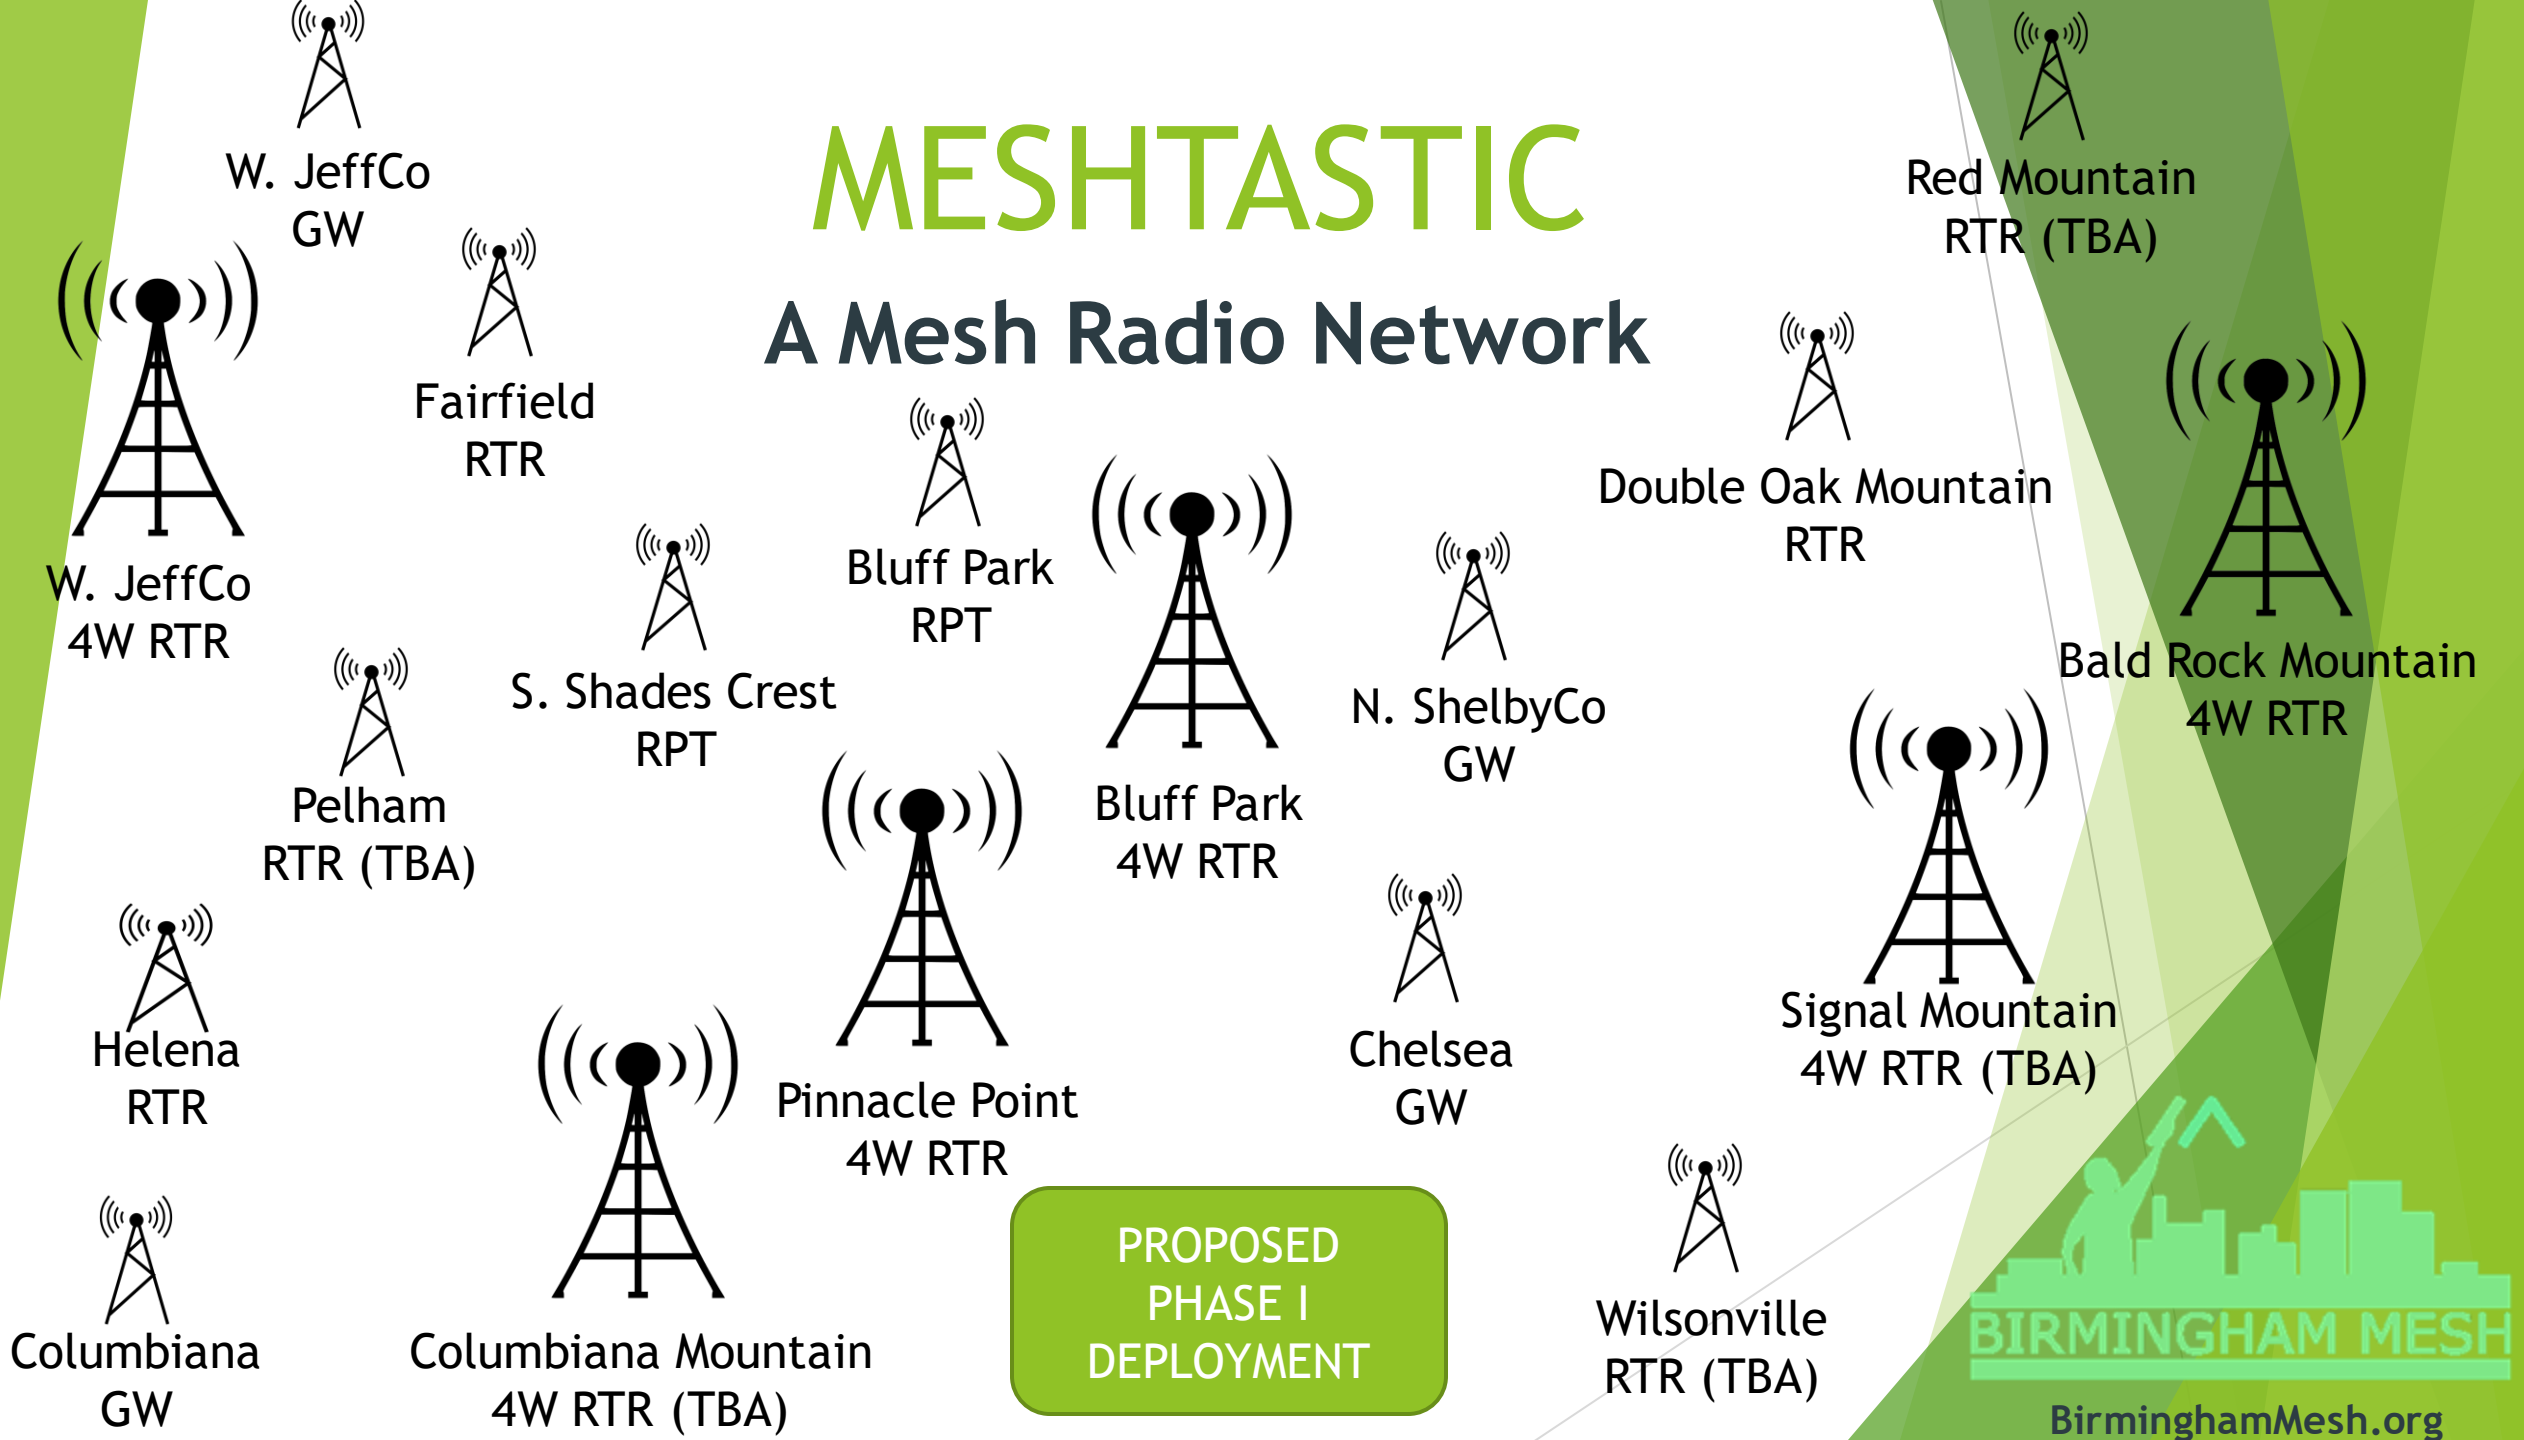 W. JeffCo
GW
MESHTASTIC
A Mesh Radio Network
Red Mountain
RTR (TBA)
Fairfield
RTR
Double Oak Mountain
RTR
W. JeffCo
4W RTR
Bluff Park
RPT
S. Shades Crest
RPT
N. ShelbyCo
GW
Bald Rock Mountain
4W RTR
Pelham
RTR (TBA)
Bluff Park
4W RTR
Helena
RTR
Pinnacle Point
4W RTR
Chelsea
GW
Signal Mountain
4W RTR (TBA)
Columbiana
GW
Columbiana Mountain
4W RTR (TBA)
PROPOSED
PHASE I
DEPLOYMENT
Wilsonville
RTR (TBA)
BIRMINGHAM MESH
BirminghamMesh.org